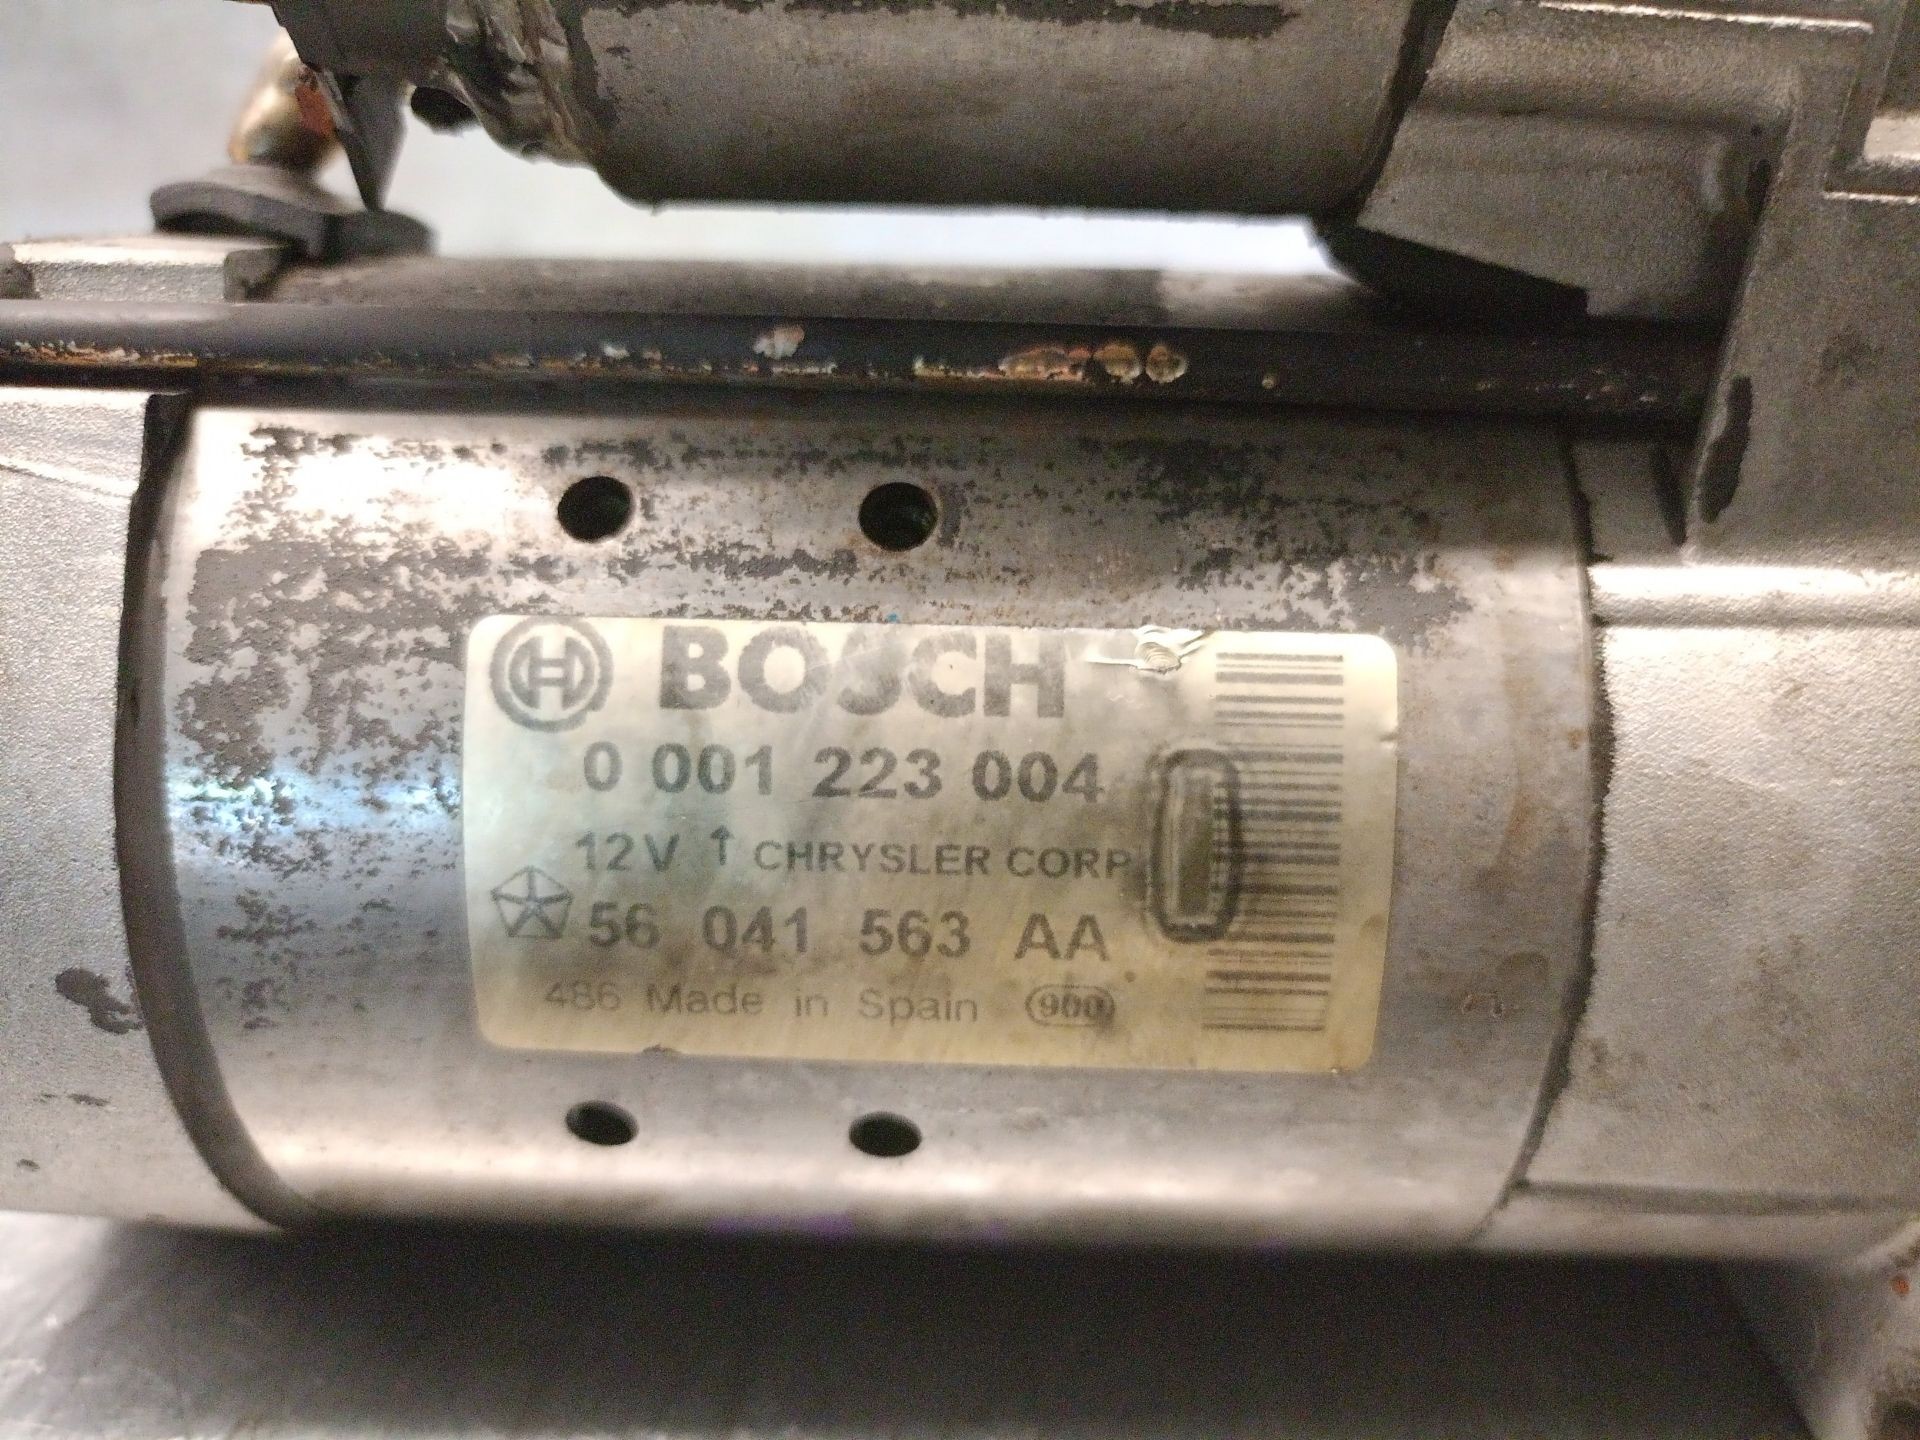 BOSCH
0 001 223 004
12V ↑ CHRYSLER CORP
56 041 563 AA
486 Made in Spain 900